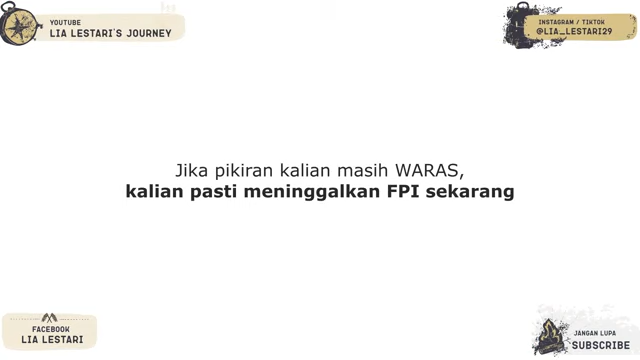 YOUTUBE
LIA LESTARI'S JOURNEY
INSTAGRAM / TIKTOK
@LIA_LESTARI29
Jika pikiran kalian masih WARAS,
kalian pasti meninggalkan FPI sekarang
FACEBOOK
LIA LESTARI
JANGAN LUPA
SUBSCRIBE